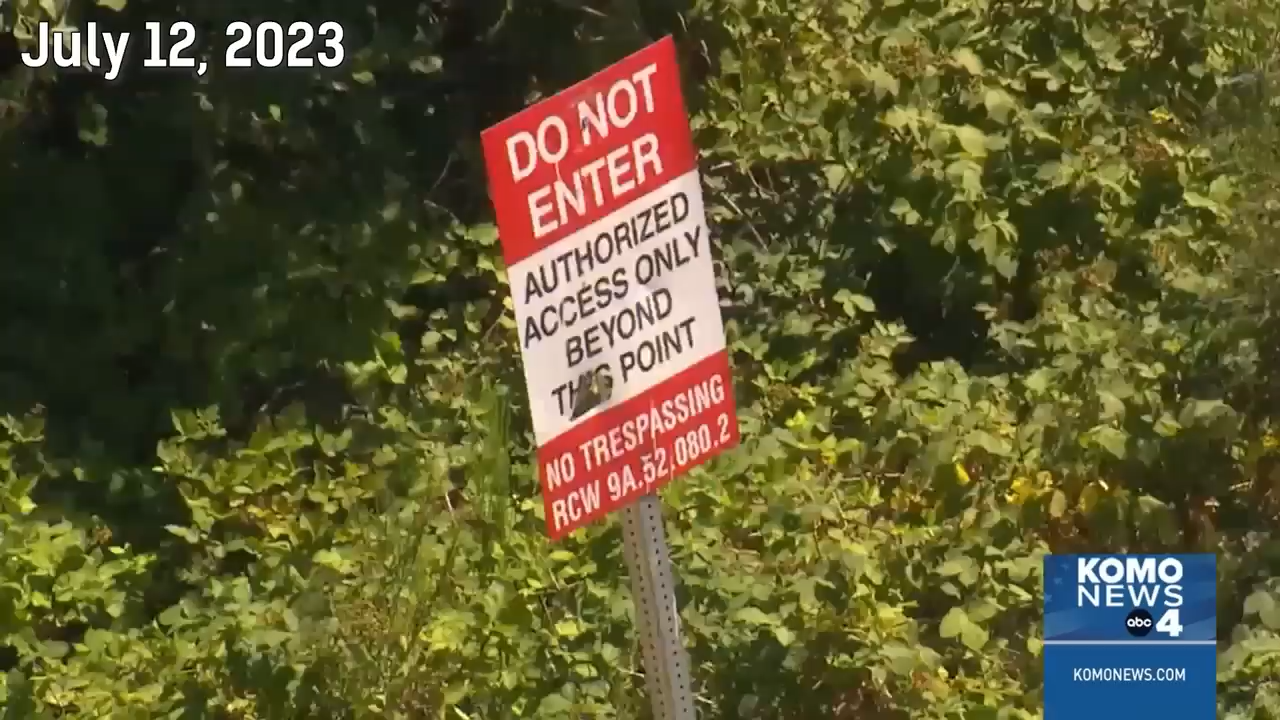 July 12, 2023
DO NOT
ENTER
AUTHORIZED
ACCESS ONLY
BEYOND
THIS POINT
NO TRESPASSING
RCW 9A.52.080.2
KOMO
NEWS
abc 4
KOMONEWS.COM